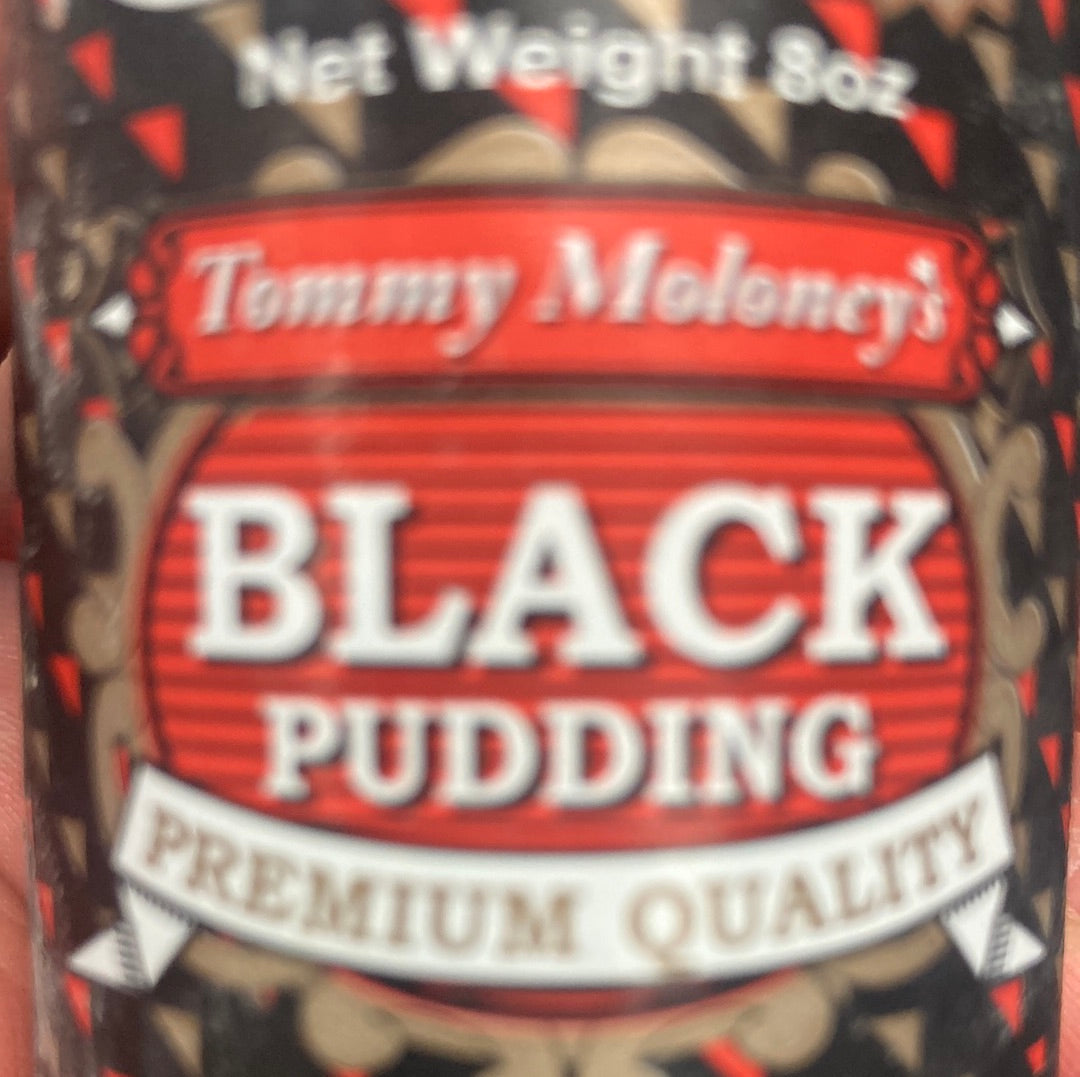 Net Weight 8oz
Tommy Moloney's
BLACK
PUDDING
PREMIUM QUALITY